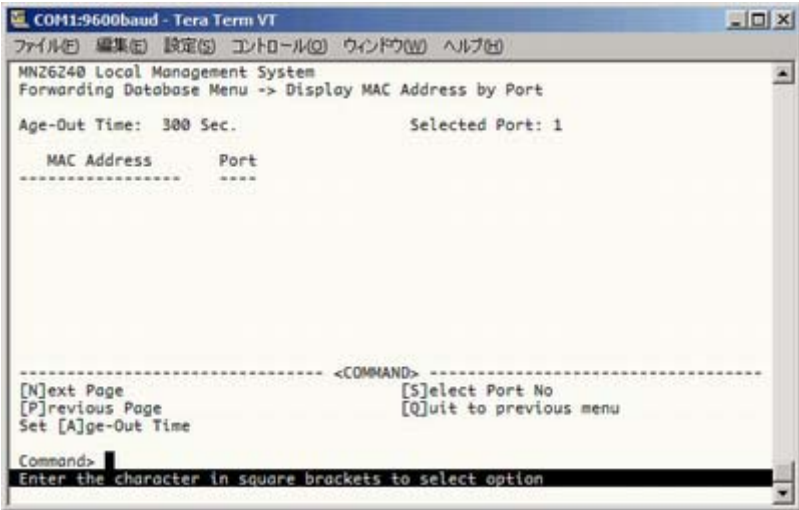 COM1:9600baud - Tera Term VT
ファイル(F) 編集(E) 設定(S) コントロール(O) ウィンドウ(W) ヘルプ(H)
MN26240 Local Management System
Forwarding Database Menu -> Display MAC Address by Port
Age-Out Time: 300 Sec. Selected Port: 1
MAC Address Port
----------------- ----
-------------------------------- <COMMAND> -----------------------------------
[N]ext Page [S]elect Port No
[P]revious Page [Q]uit to previous menu
Set [A]ge-Out Time
Command>
Enter the character in square brackets to select option